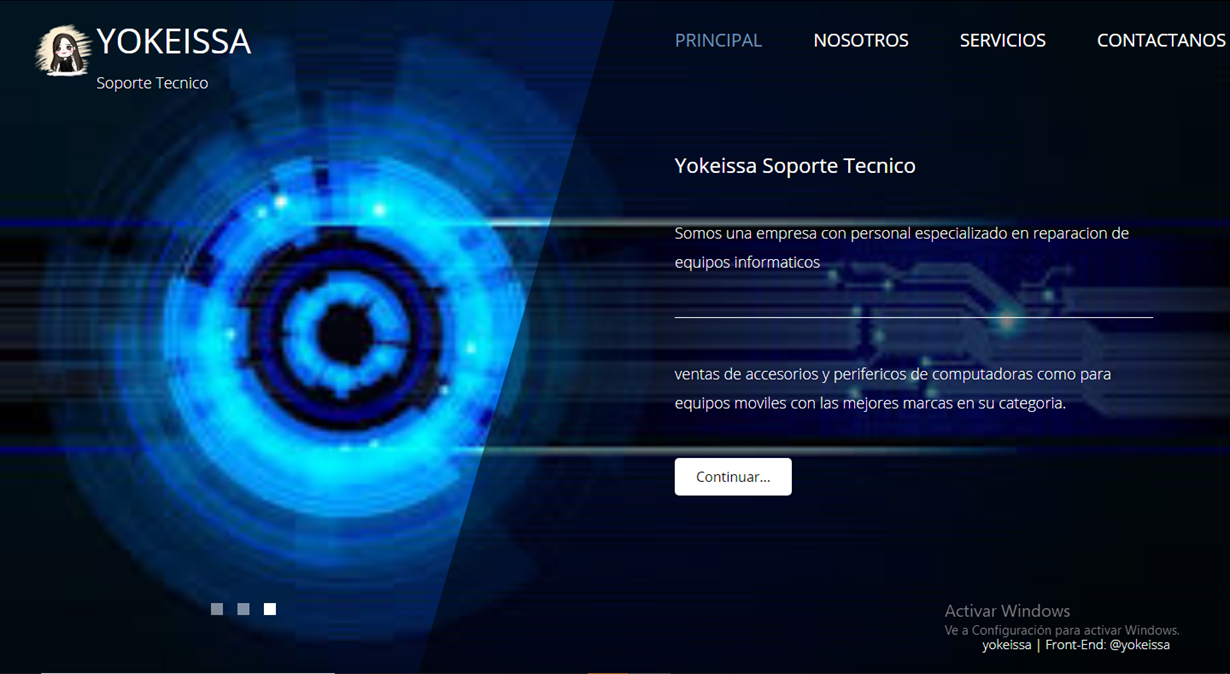 YOKEISSA
Soporte Tecnico
PRINCIPAL NOSOTROS SERVICIOS CONTACTANOS
Yokeissa Soporte Tecnico
Somos una empresa con personal especializado en reparacion de
equipos informaticos
ventas de accesorios y perifericos de computadoras como para
equipos moviles con las mejores marcas en su categoria.
Continuar...
Activar Windows
Ve a Configuración para activar Windows.
yokeissa | Front-End: @yokeissa